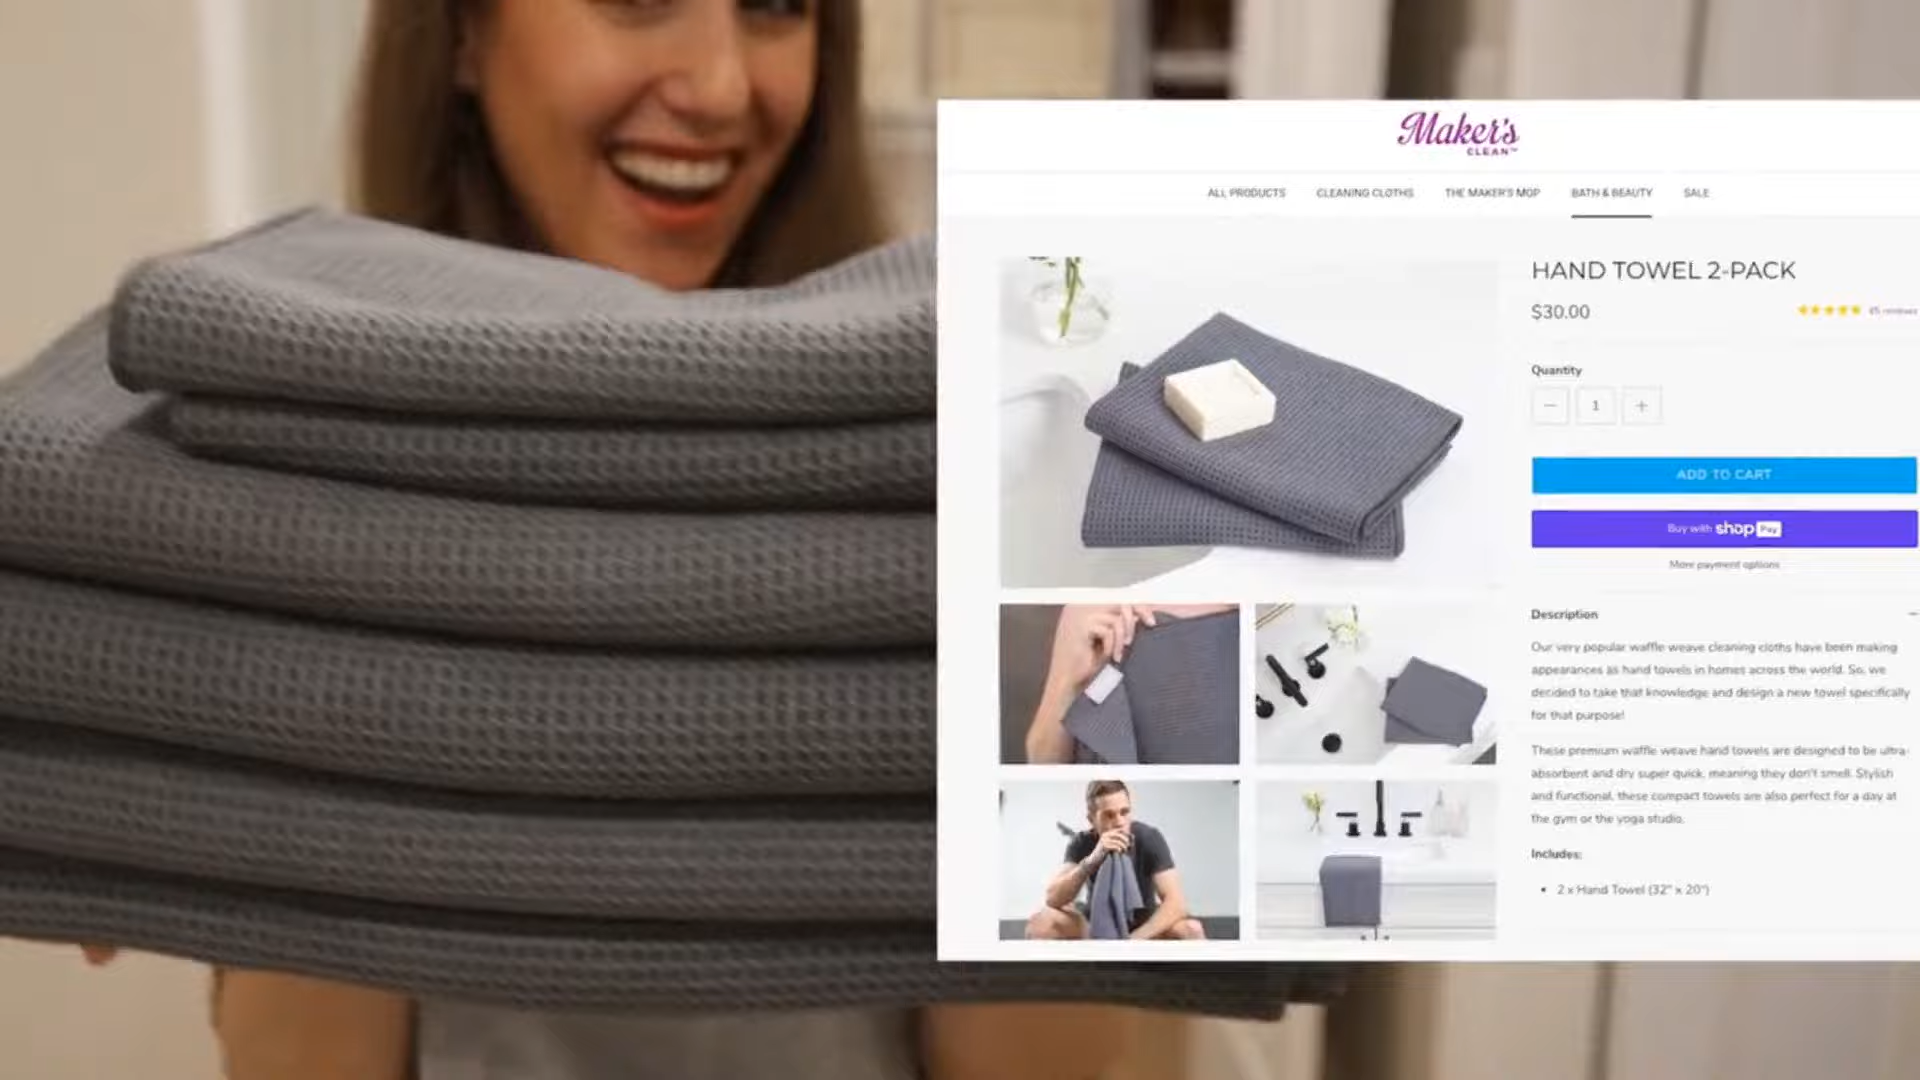 Maker's
CLEAN™
ALL PRODUCTS CLEANING CLOTHS THE MAKER'S MOP BATH & BEAUTY SALE
HAND TOWEL 2-PACK
$30.00
45 reviews
Quantity
− 1 +
ADD TO CART
Buy with shop Pay
More payment options
Description
Our very popular waffle weave cleaning cloths have been making
appearances as hand towels in homes across the world. So, we
decided to take that knowledge and design a new towel specifically
for that purpose!
These premium waffle weave hand towels are designed to be ultra-
absorbent and dry super quick, meaning they don't smell. Stylish
and functional, these compact towels are also perfect for a day at
the gym or the yoga studio.
Includes:
• 2 x Hand Towel (32" x 20")